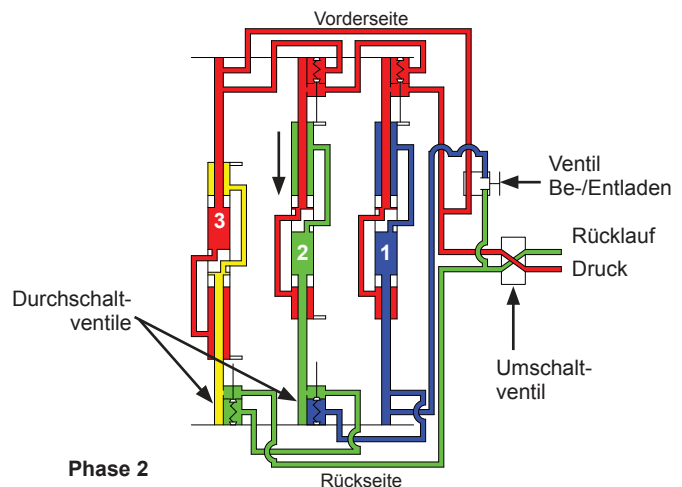 Vorderseite
Ventil
Be-/Entladen
3
2
1
Rücklauf
Druck
Durchschalt-
ventile
Umschalt-
ventil
Phase 2
Rückseite